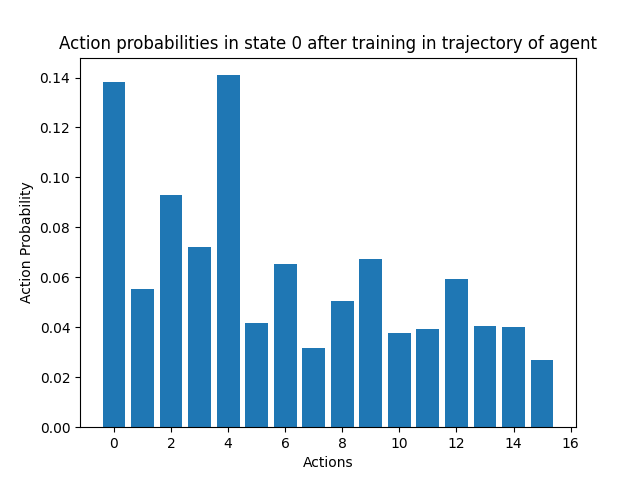 Action probabilities in state 0 after training in trajectory of agent
0.14
0.12
0.10
0.08
0.06
0.04
0.02
0.00
Action Probability
0 2 4 6 8 10 12 14 16
Actions